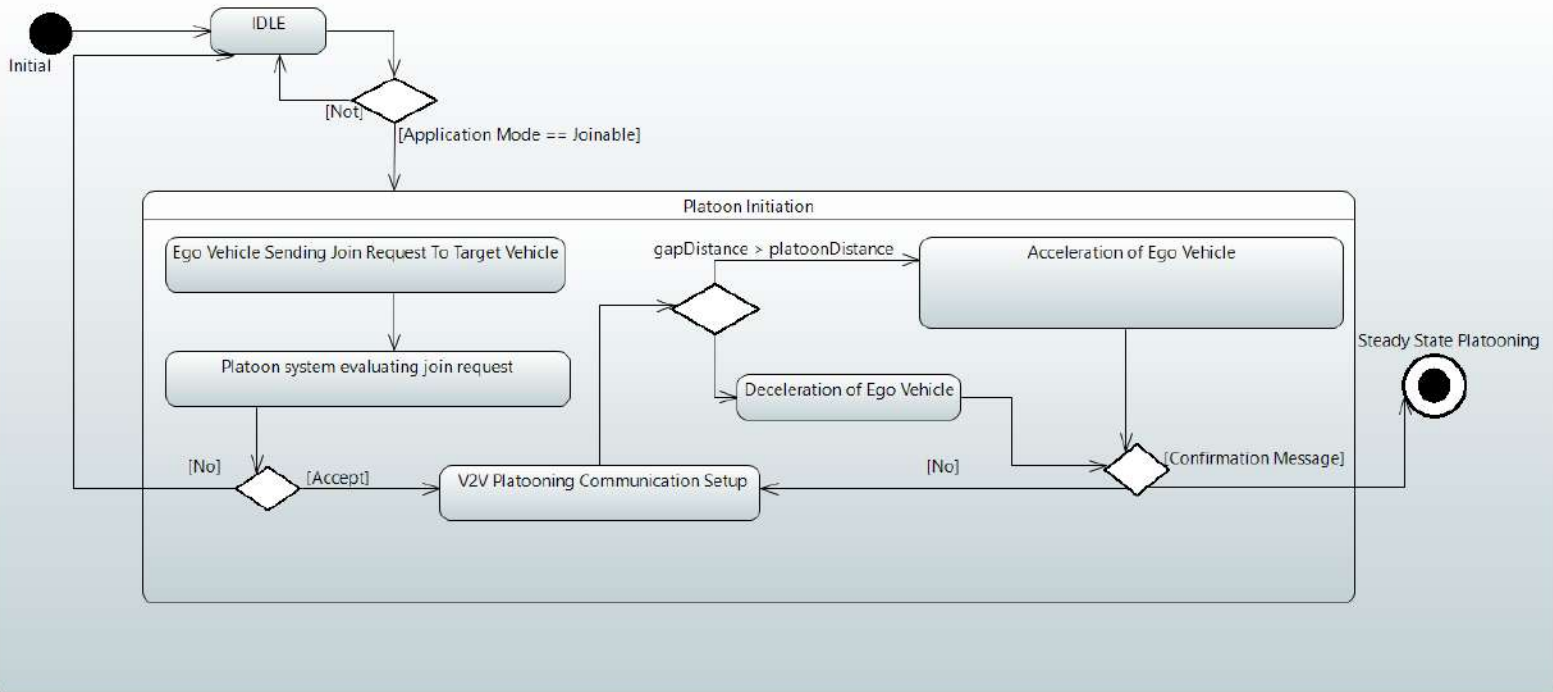 IDLE
Initial
[Not]
[Application Mode == Joinable]
Platoon Initiation
Ego Vehicle Sending Join Request To Target Vehicle
gapDistance > platoonDistance
Acceleration of Ego Vehicle
Steady State Platooning
Platoon system evaluating join request
Deceleration of Ego Vehicle
[No]
[Accept]
V2V Platooning Communication Setup
[No]
[Confirmation Message]